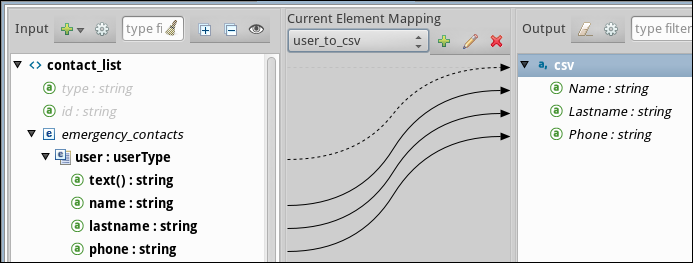 Input
type fi
Current Element Mapping
user_to_csv
Output
type filter
contact_list
type : string
id : string
emergency_contacts
user : userType
text() : string
name : string
lastname : string
phone : string
csv
Name : string
Lastname : string
Phone : string